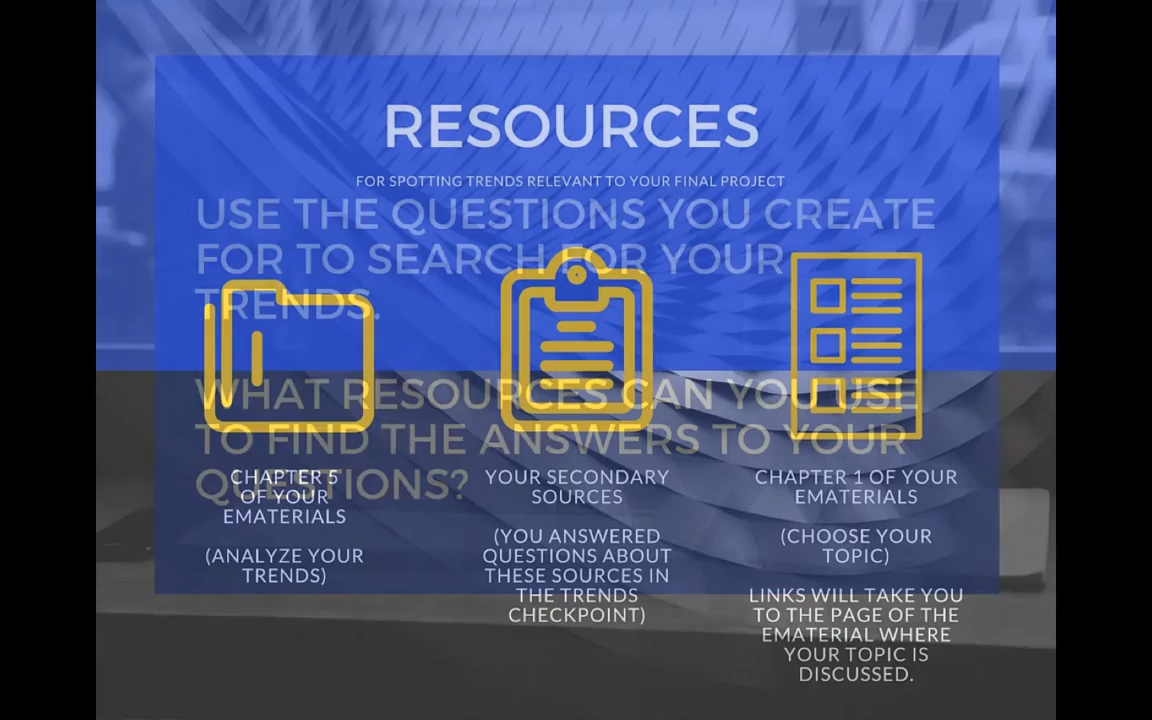 RESOURCES
FOR SPOTTING TRENDS RELEVANT TO YOUR FINAL PROJECT
USE THE QUESTIONS YOU CREATE
FOR TO SEARCH FOR YOUR
TRENDS.
WHAT RESOURCES CAN YOU USE
TO FIND THE ANSWERS TO YOUR
QUESTIONS?
CHAPTER 5
OF YOUR
EMATERIALS
(ANALYZE YOUR
TRENDS)
YOUR SECONDARY
SOURCES
(YOU ANSWERED
QUESTIONS ABOUT
THESE SOURCES IN
THE TRENDS
CHECKPOINT)
CHAPTER 1 OF YOUR
EMATERIALS
(CHOOSE YOUR
TOPIC)
LINKS WILL TAKE YOU
TO THE PAGE OF THE
EMATERIAL WHERE
YOUR TOPIC IS
DISCUSSED.